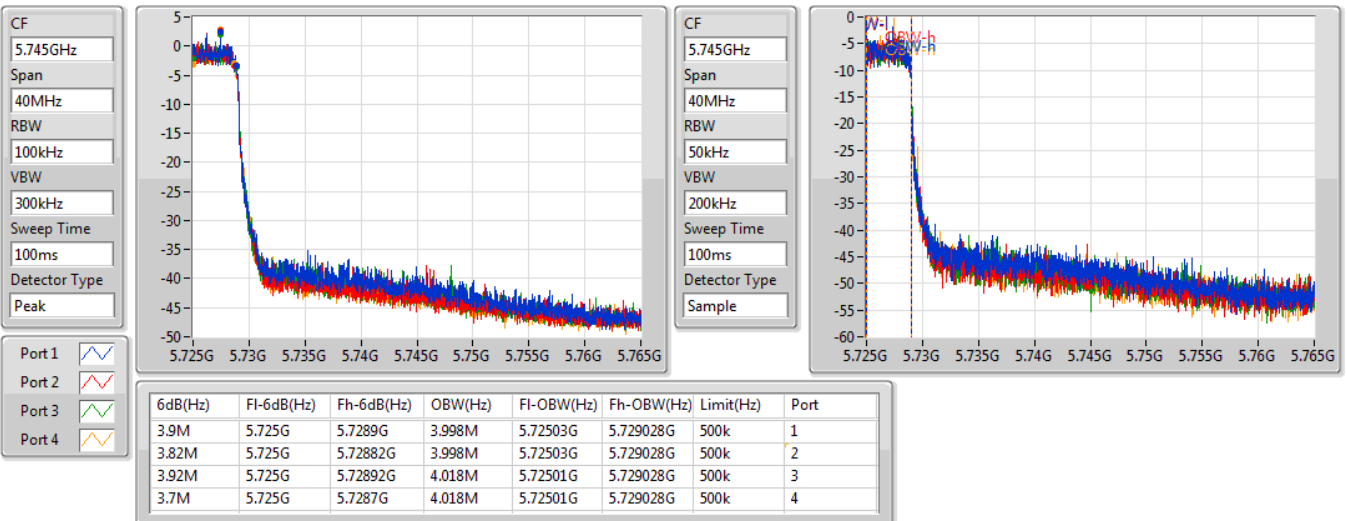 CF
5.745GHz
Span
40MHz
RBW
100kHz
VBW
300kHz
Sweep Time
100ms
Detector Type
Peak
5
0
-5
-10
-15
-20
-25
-30
-35
-40
-45
-50
5.725G 5.73G 5.735G 5.74G 5.745G 5.75G 5.755G 5.76G 5.765G
CF
5.745GHz
Span
40MHz
RBW
50kHz
VBW
200kHz
Sweep Time
100ms
Detector Type
Sample
0
-5
-10
-15
-20
-25
-30
-35
-40
-45
-50
-55
-60
W-l
OBW-h
5.725G 5.73G 5.735G 5.74G 5.745G 5.75G 5.755G 5.76G 5.765G
Port 1
Port 2
Port 3
Port 4
6dB(Hz) Fl-6dB(Hz) Fh-6dB(Hz) OBW(Hz) Fl-OBW(Hz) Fh-OBW(Hz) Limit(Hz) Port
3.9M 5.725G 5.7289G 3.998M 5.72503G 5.729028G 500k 1
3.82M 5.725G 5.72882G 3.998M 5.72503G 5.729028G 500k 2
3.92M 5.725G 5.72892G 4.018M 5.72501G 5.729028G 500k 3
3.7M 5.725G 5.7287G 4.018M 5.72501G 5.729028G 500k 4